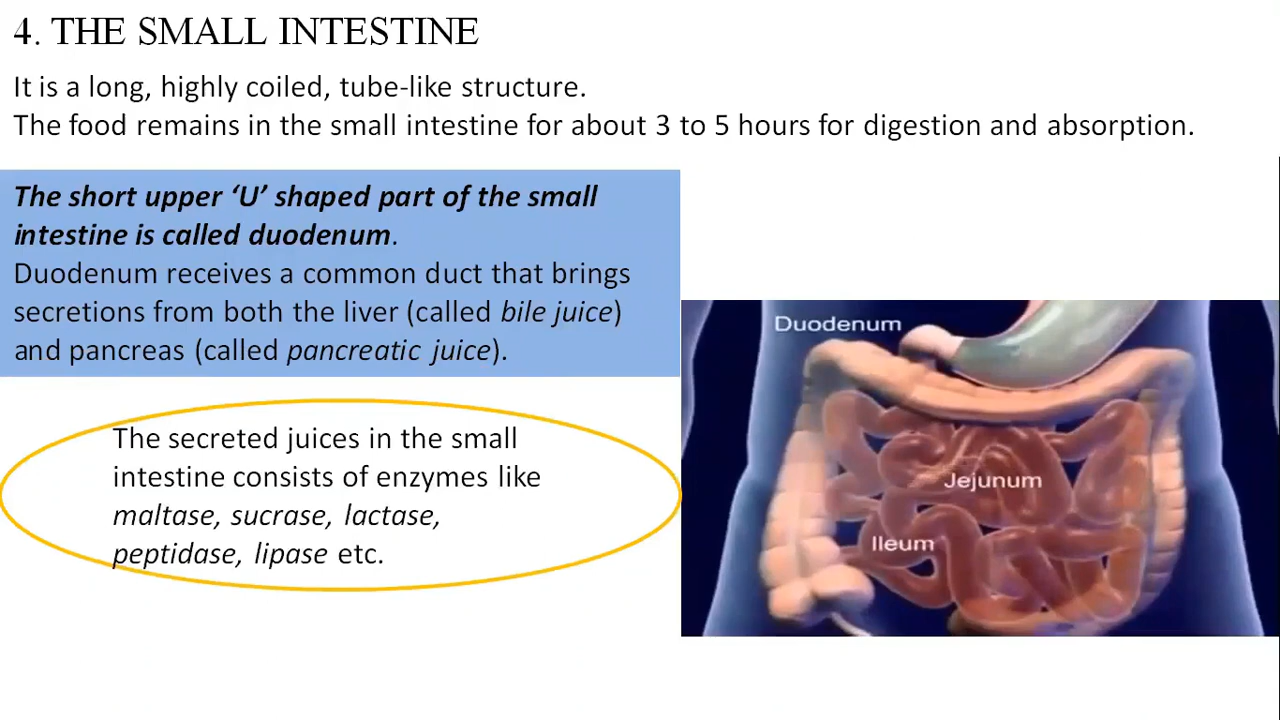 4. THE SMALL INTESTINE
It is a long, highly coiled, tube-like structure.
The food remains in the small intestine for about 3 to 5 hours for digestion and absorption.
The short upper ‘U’ shaped part of the small
intestine is called duodenum.
Duodenum receives a common duct that brings
secretions from both the liver (called bile juice)
and pancreas (called pancreatic juice).
The secreted juices in the small
intestine consists of enzymes like
maltase, sucrase, lactase,
peptidase, lipase etc.
Duodenum
Jejunum
Ileum